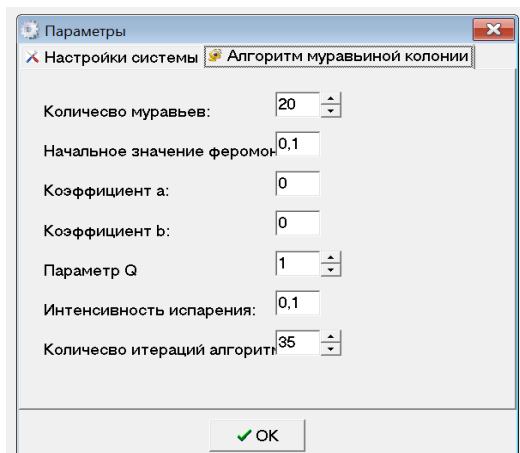 Параметры
Настройки системы Алгоритм муравьиной колонии
Количесво муравьев: 20
Начальное значение феромон 0,1
Коэффициент a: 0
Коэффициент b: 0
Параметр Q 1
Интенсивность испарения: 0,1
Количесво итераций алгоритм 35
OK